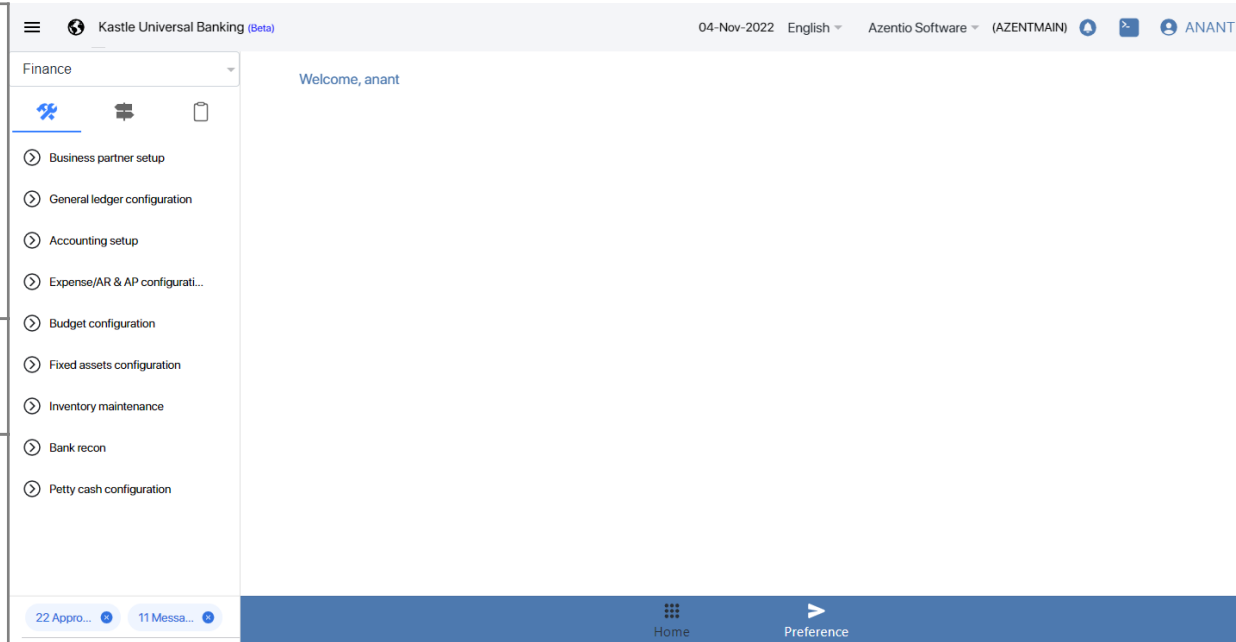 Kastle Universal Banking (Beta)
04-Nov-2022 English Azentio Software (AZENTMAIN) ANANT
Finance
Welcome, anant
Business partner setup
General ledger configuration
Accounting setup
Expense/AR & AP configurati...
Budget configuration
Fixed assets configuration
Inventory maintenance
Bank recon
Petty cash configuration
22 Appro... 11 Messa...
Home Preference